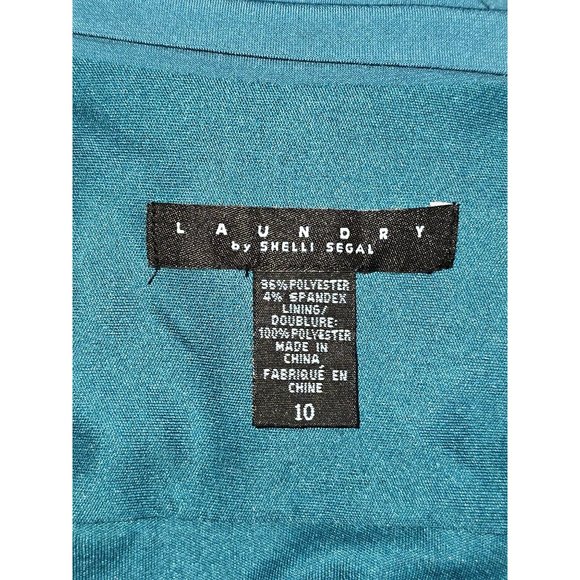 LAUNDRY
by SHELLI SEGAL
96% POLYESTER
4% SPANDEX
LINING/
DOUBLURE:
100% POLYESTER
MADE IN
CHINA
FABRIQUÉ EN
CHINE
10